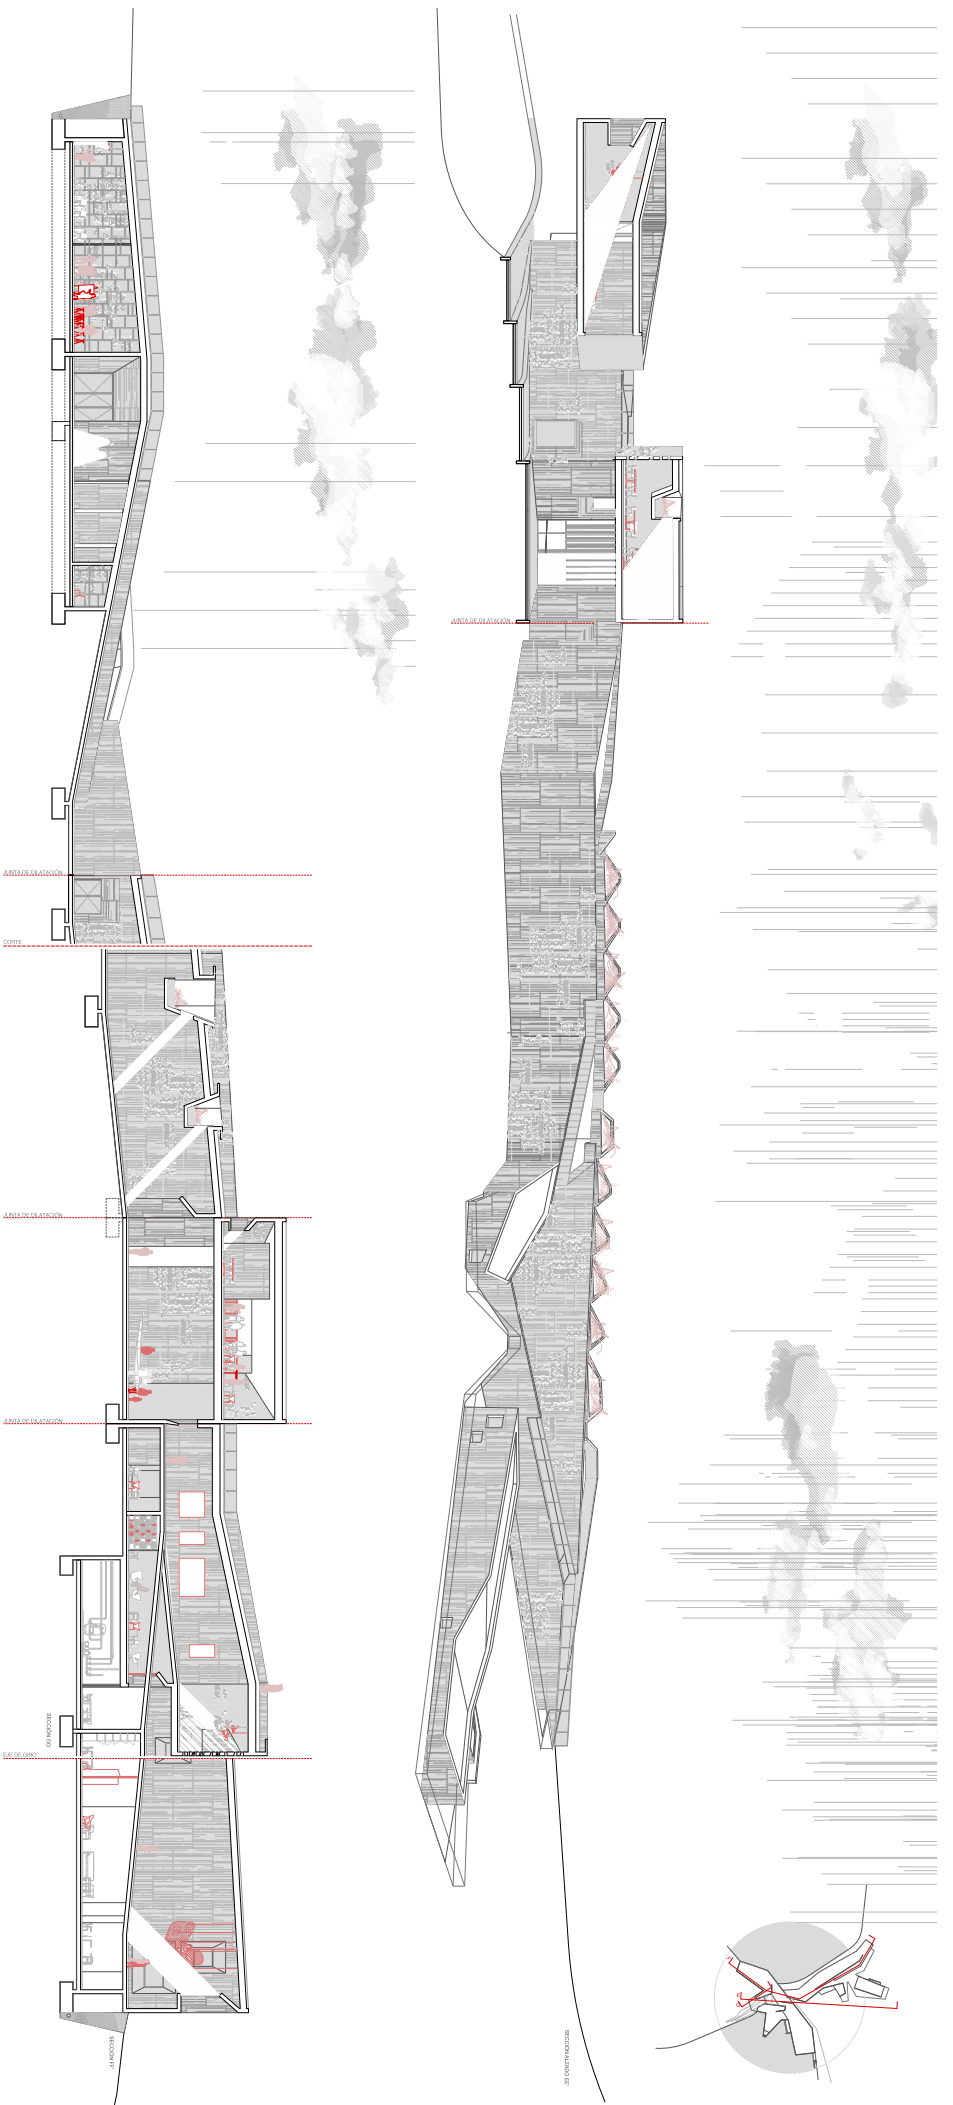 JUNTA DE DILATACIÓN
JUNTA DE DILATACIÓN
CORTE
JUNTA DE DILATACIÓN
JUNTA DE DILATACIÓN
SECCIÓN GG'
EJE DE GIRO
SECCIÓN FF'
SECCIÓN ALZADO EE'